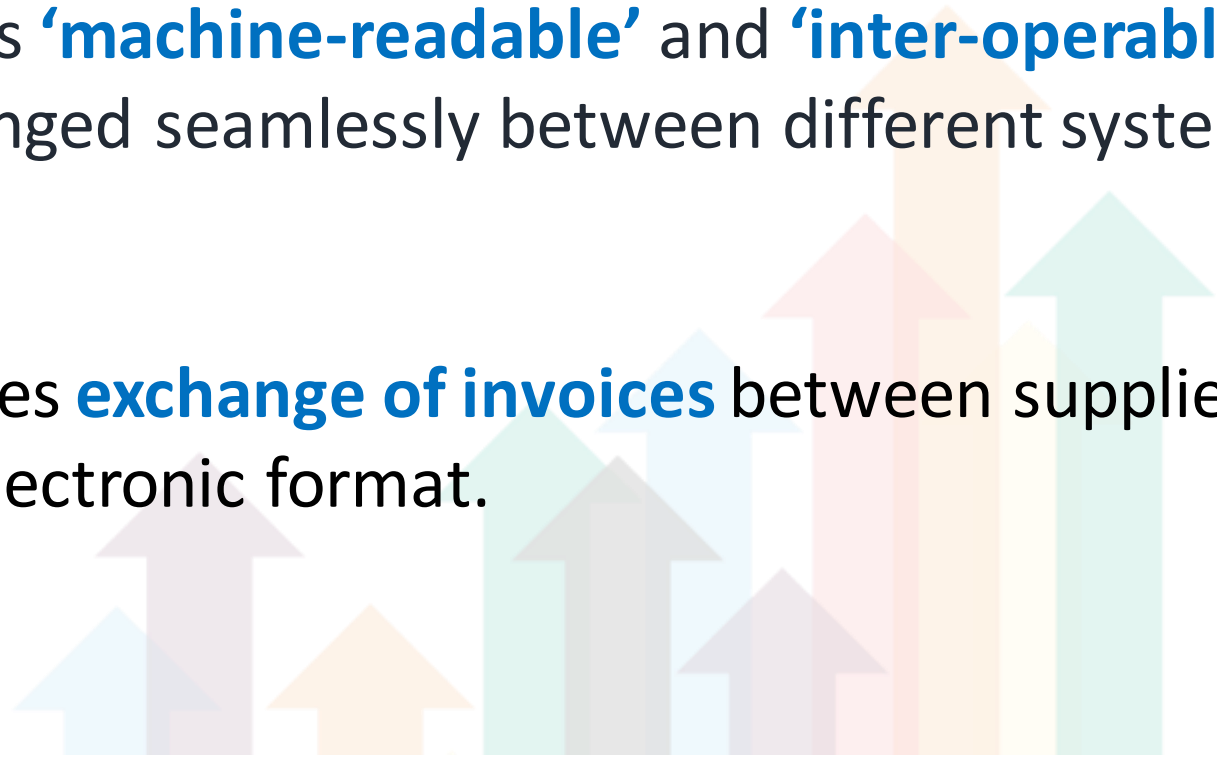 s ‘machine-readable’ and ‘inter-operabl
nged seamlessly between different syste
es exchange of invoices between supplie
ectronic format.